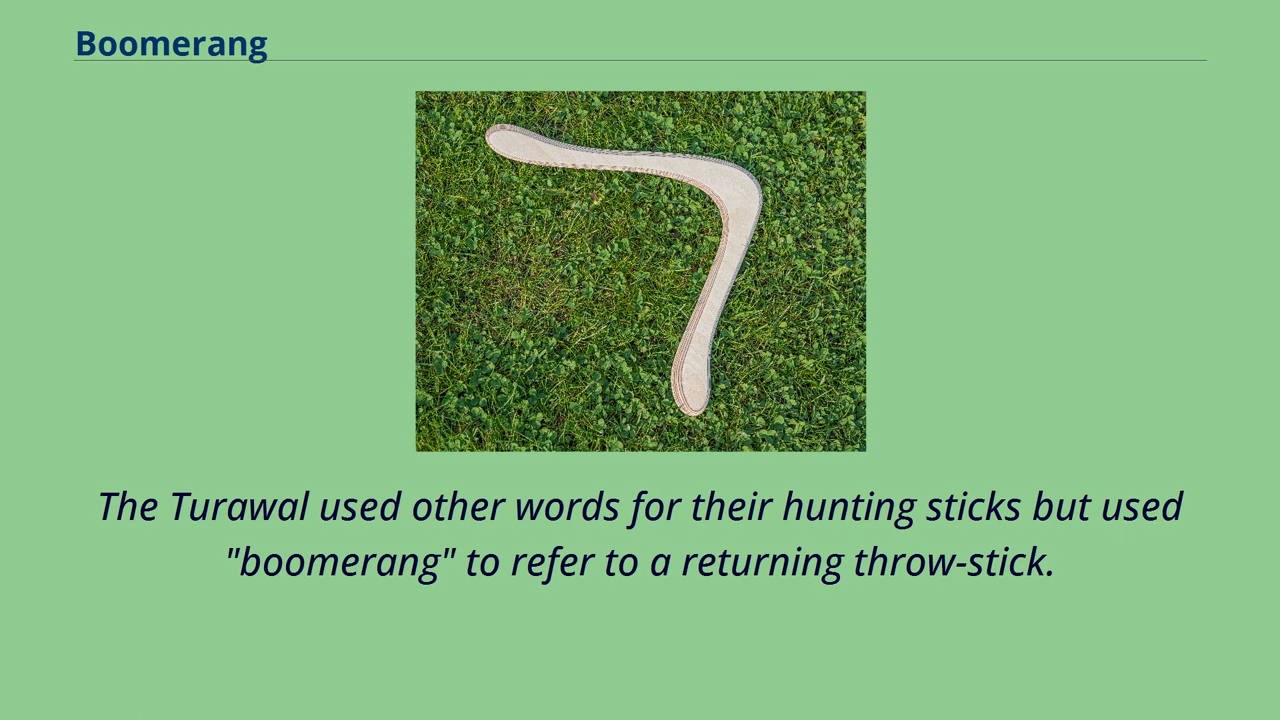 Boomerang
The Turawal used other words for their hunting sticks but used
"boomerang" to refer to a returning throw-stick.